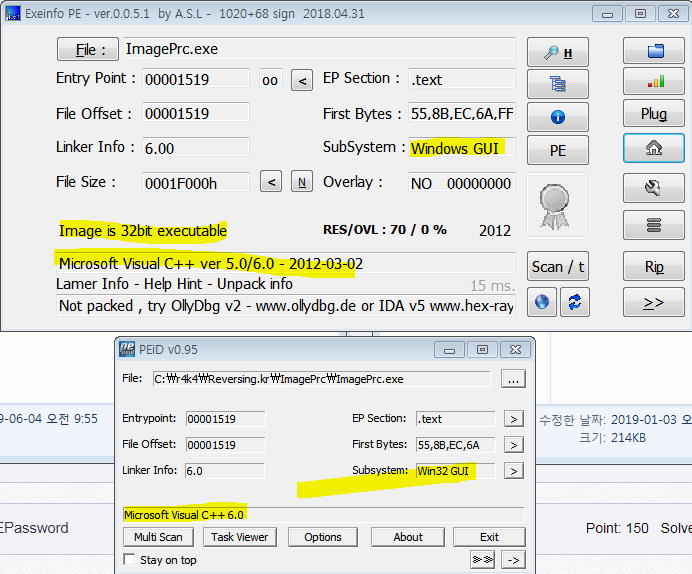 Exeinfo PE - ver.0.0.5.1 by A.S.L - 1020+68 sign 2018.04.31
File : ImagePrc.exe H
Entry Point : 00001519 oo < EP Section : .text
File Offset : 00001519 First Bytes : 55,8B,EC,6A,FF Plug
Linker Info : 6.00 SubSystem : Windows GUI PE
File Size : 0001F000h < N Overlay : NO 00000000
Image is 32bit executable RES/OVL : 70 / 0 % 2012
Microsoft Visual C++ ver 5.0/6.0 - 2012-03-02 Scan / t Rip
Lamer Info - Help Hint - Unpack info 15 ms.
Not packed , try OllyDbg v2 - www.ollydbg.de or IDA v5 www.hex-ray >>
PEiD v0.95
File: C:₩r4k4₩Reversing.kr₩ImagePrc₩ImagePrc.exe ...
9-06-04 오전 9:55
Entrypoint: 00001519 EP Section: .text >
수정한 날짜: 2019-01-03 오
File Offset: 00001519 First Bytes: 55,8B,EC,6A >
크기: 214KB
Linker Info: 6.0 Subsystem: Win32 GUI >
Microsoft Visual C++ 6.0
EPassword Point: 150 Solve
Multi Scan Task Viewer Options About Exit
Stay on top >> ->